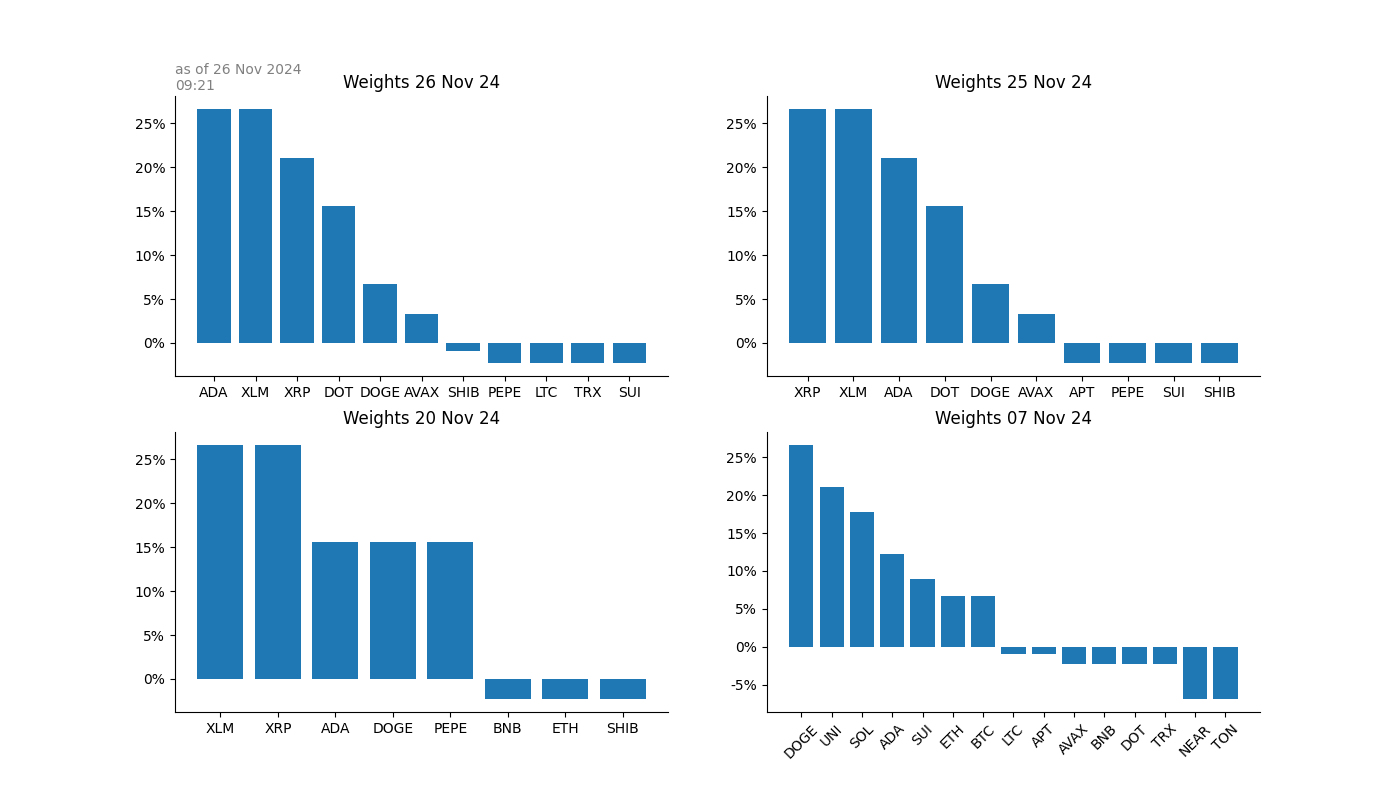 as of 26 Nov 2024
09:21
Weights 26 Nov 24
25%
20%
15%
10%
5%
0%
ADA XLM XRP DOT DOGE AVAX SHIB PEPE LTC TRX SUI
Weights 25 Nov 24
25%
20%
15%
10%
5%
0%
XRP XLM ADA DOT DOGE AVAX APT PEPE SUI SHIB
Weights 20 Nov 24
25%
20%
15%
10%
5%
0%
XLM XRP ADA DOGE PEPE BNB ETH SHIB
Weights 07 Nov 24
25%
20%
15%
10%
5%
0%
-5%
DOGE UNI SOL ADA SUI ETH BTC LTC APT AVAX BNB DOT TRX NEAR TON